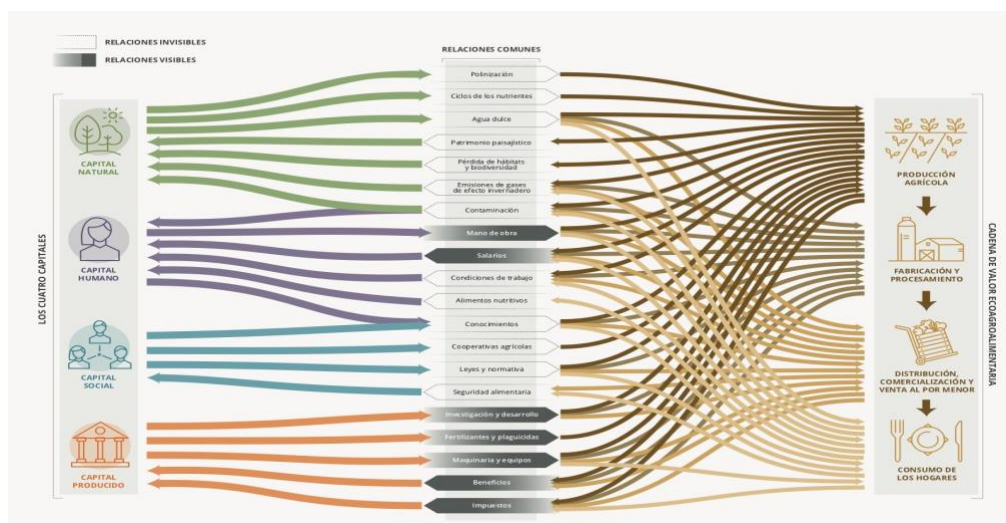 RELACIONES INVISIBLES
RELACIONES VISIBLES
RELACIONES COMUNES
LOS CUATRO CAPITALES
CAPITAL
NATURAL
CAPITAL
HUMANO
CAPITAL
SOCIAL
CAPITAL
PRODUCIDO
Polinización
Ciclos de los nutrientes
Agua dulce
Patrimonio paisajístico
Pérdida de hábitats
y biodiversidad
Emisiones de gases
de efecto invernadero
Contaminación
Mano de obra
Salarios
Condiciones de trabajo
Alimentos nutritivos
Conocimientos
Cooperativas agrícolas
Leyes y normativa
Seguridad alimentaria
Investigación y desarrollo
Fertilizantes y plaguicidas
Maquinaria y equipos
Beneficios
Impuestos
PRODUCCIÓN
AGRÍCOLA
FABRICACIÓN Y
PROCESAMIENTO
DISTRIBUCIÓN,
COMERCIALIZACIÓN Y
VENTA AL POR MENOR
CONSUMO DE
LOS HOGARES
CADENA DE VALOR ECOAGROALIMENTARIA